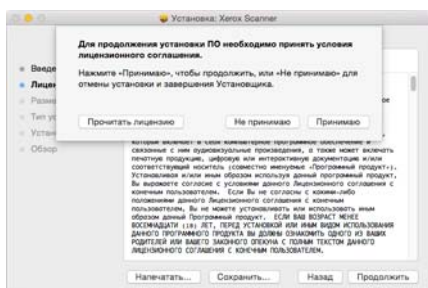 Установка: Xerox Scanner
Для продолжения установки ПО необходимо принять условия
лицензионного соглашения.
Нажмите «Принимаю», чтобы продолжить, или «Не принимаю» для
отмены установки и завершения Установщика.
Прочитать лицензию
Не принимаю
Принимаю
Введе
Лицен
Разме
Тип ус
Устан
Обзор
ое
который включает в себя компьютерное программное обеспечение и
связанные с ним аудиовизуальные произведения, а также может включать
печатную продукцию, цифровую или интерактивную документацию и/или
соответствующий носитель (совместно именуемые «Программный продукт»).
Устанавливая и/или иным образом используя данный программный продукт,
Вы выражаете согласие с условиями данного Лицензионного соглашения с
конечным пользователем. Если Вы не согласны с какими-либо
положениями данного Лицензионного соглашения с
конечным пользователем, Вы не можете устанавливать или использовать иным
образом данный Программный продукт. ЕСЛИ ВАШ ВОЗРАСТ МЕНЕЕ
ВОСЕМНАДЦАТИ (18) ЛЕТ, ПЕРЕД УСТАНОВКОЙ ИЛИ ИНЫМ ВИДОМ ИСПОЛЬЗОВАНИЯ
ДАННОГО ПРОГРАММНОГО ПРОДУКТА ВЫ ДОЛЖНЫ ОЗНАКОМИТЬ ОДНОГО ИЗ ВАШИХ
РОДИТЕЛЕЙ ИЛИ ВАШЕГО ЗАКОННОГО ОПЕКУНА С ПОЛНЫМ ТЕКСТОМ ДАННОГО
ЛИЦЕНЗИОННОГО СОГЛАШЕНИЯ С КОНЕЧНЫМ ПОЛЬЗОВАТЕЛЕМ.
Напечатать...
Сохранить...
Назад
Продолжить